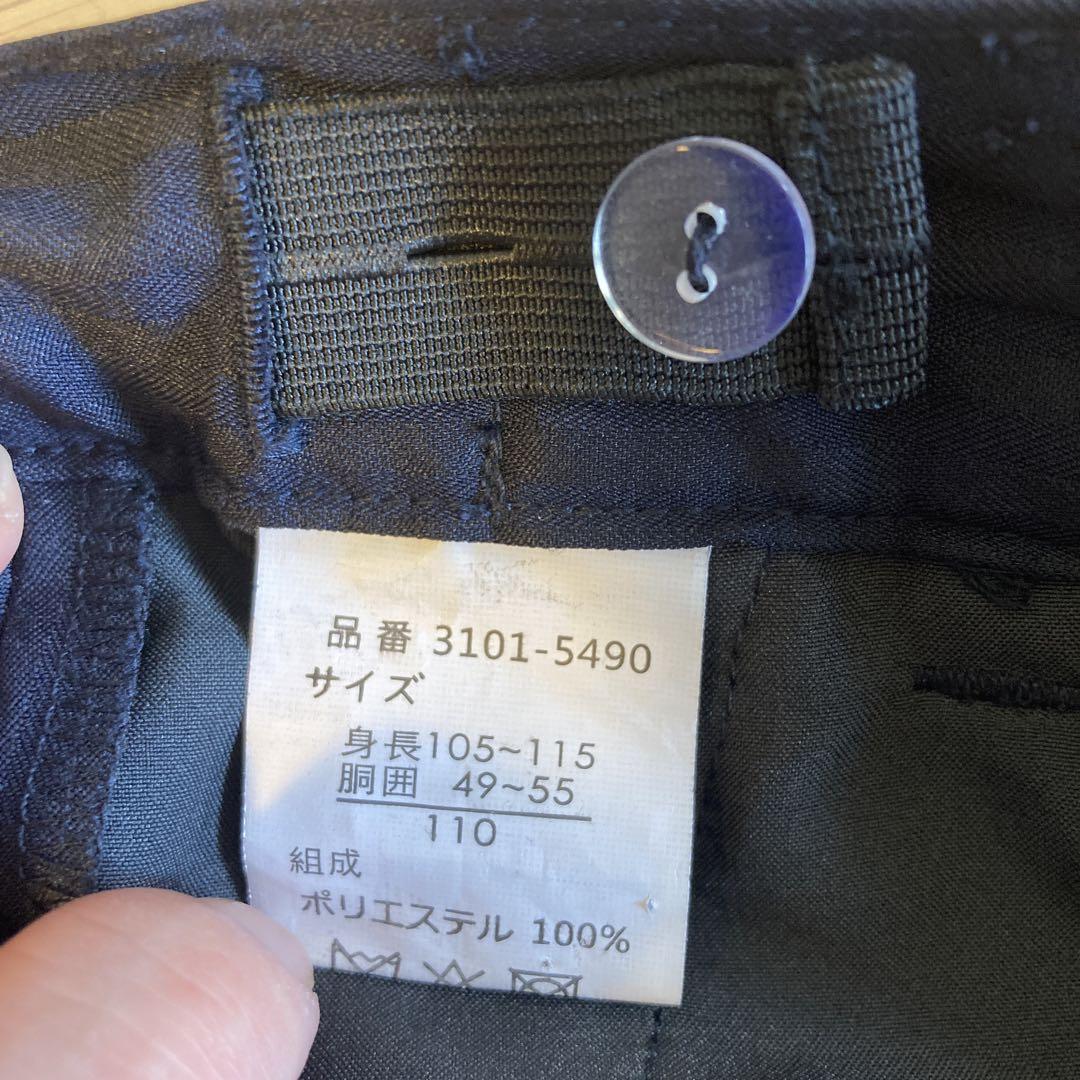 品番 3101-5490
サイズ
身長105~115
胴囲 49~55
110
組成
ポリエステル 100%